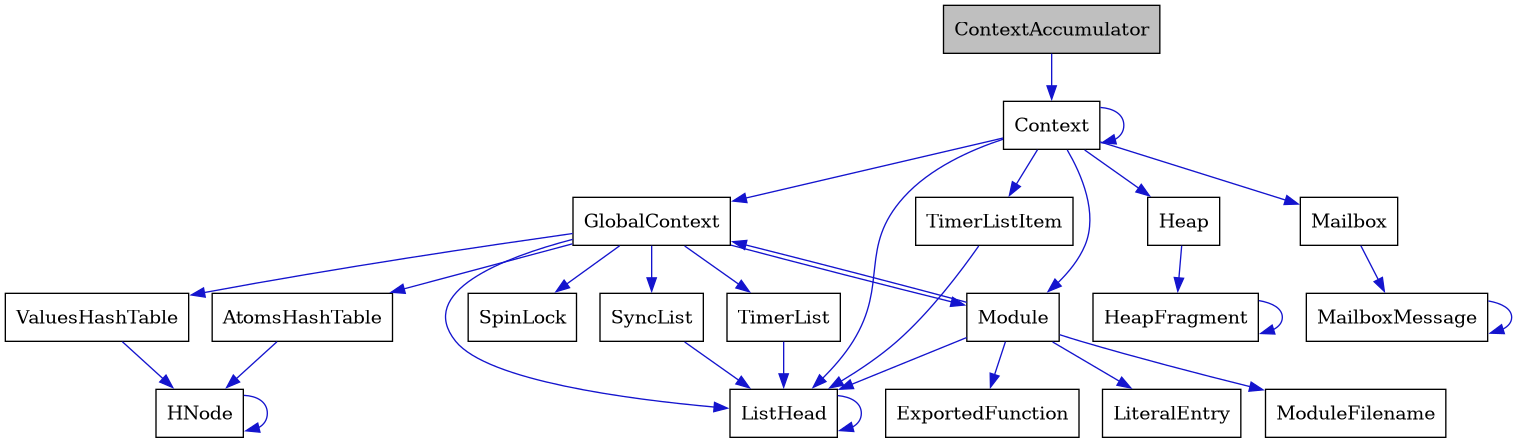 ContextAccumulator
Context
GlobalContext
TimerListItem
Heap
Mailbox
ValuesHashTable
AtomsHashTable
SpinLock
SyncList
TimerList
Module
HeapFragment
MailboxMessage
HNode
ListHead
ExportedFunction
LiteralEntry
ModuleFilename